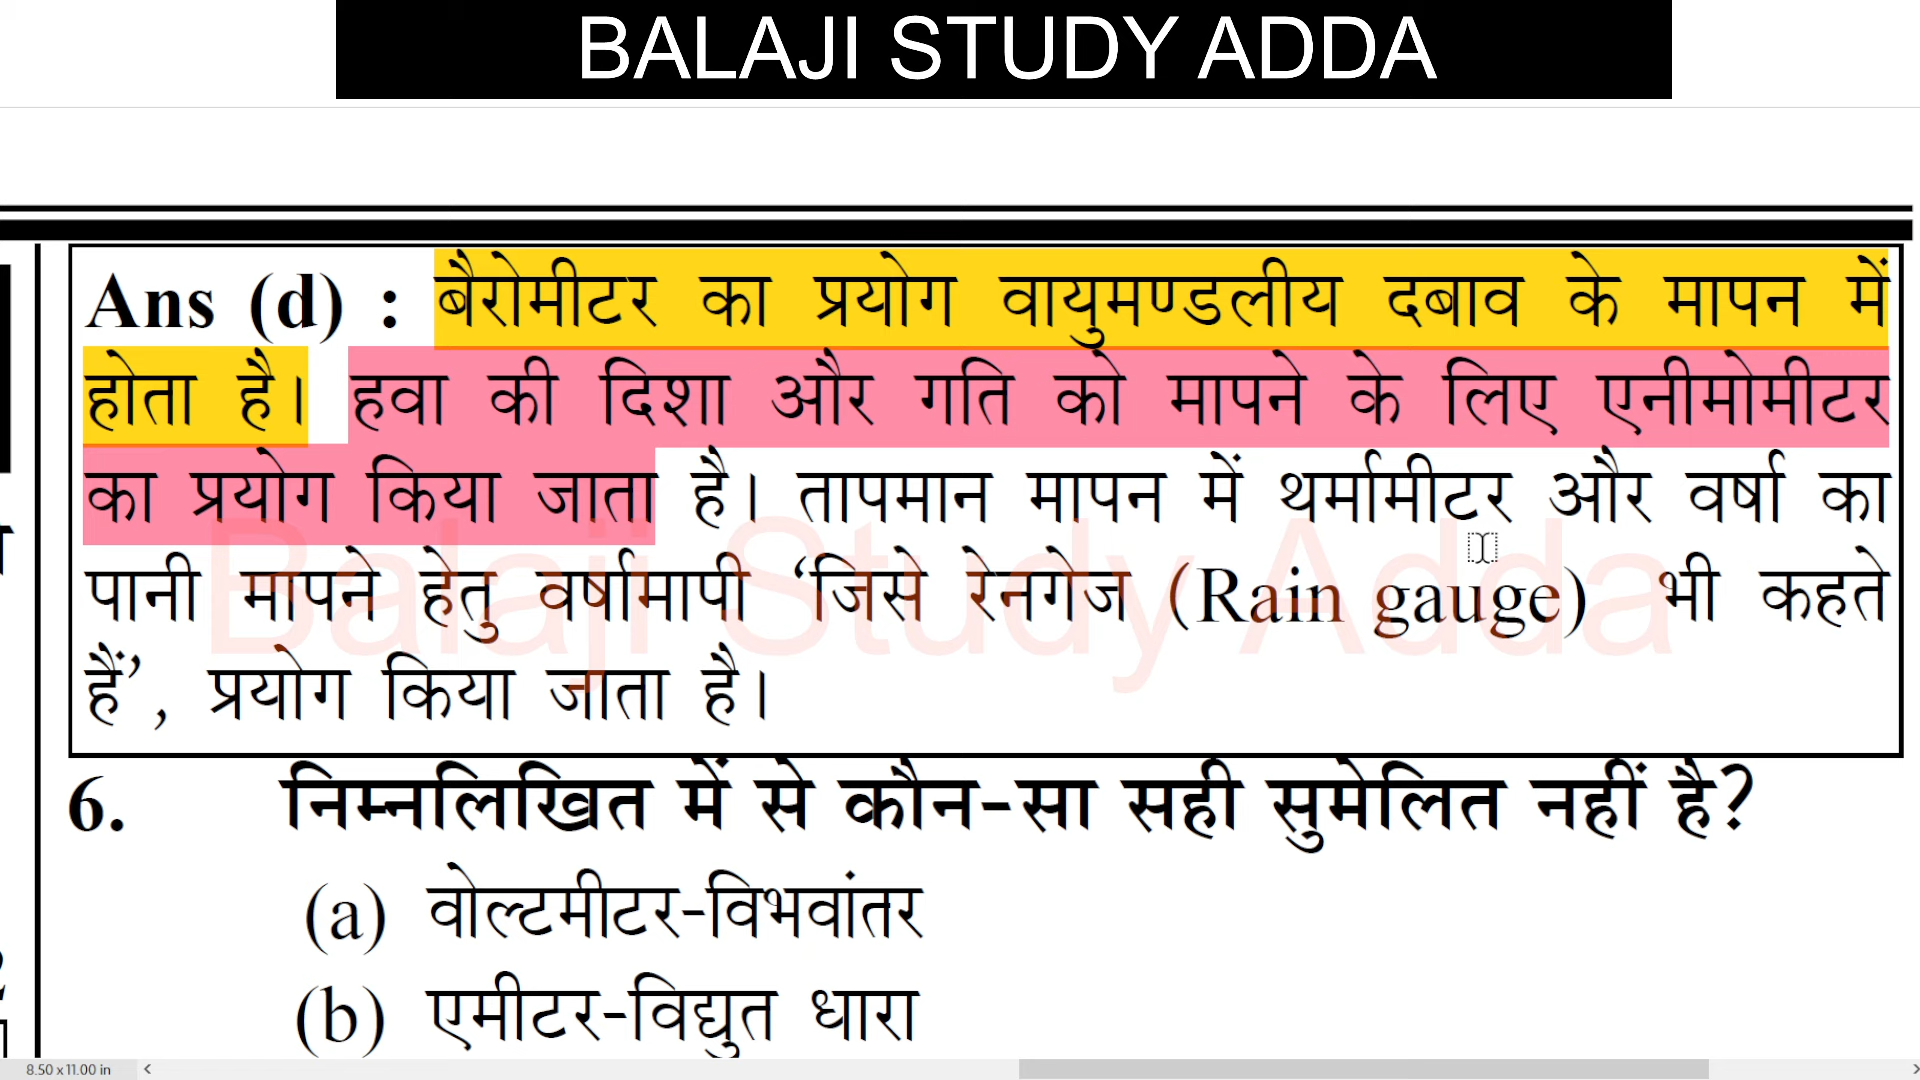 BALAJI STUDY ADDA
Ans (d) : बैरोमीटर का प्रयोग वायुमण्डलीय दबाव के मापन में
होता है। हवा की दिशा और गति को मापने के लिए एनीमोमीटर
का प्रयोग किया जाता है। तापमान मापन में थर्मामीटर और वर्षा का
पानी मापने हेतु वर्षामापी ‘जिसे रेनगेज (Rain gauge) भी कहते
हैं’, प्रयोग किया जाता है।
Balaji Study Adda
6. निम्नलिखित में से कौन-सा सही सुमेलित नहीं है?
(a) वोल्टमीटर-विभवांतर
(b) एमीटर-विद्युत धारा
8.50 x 11.00 in